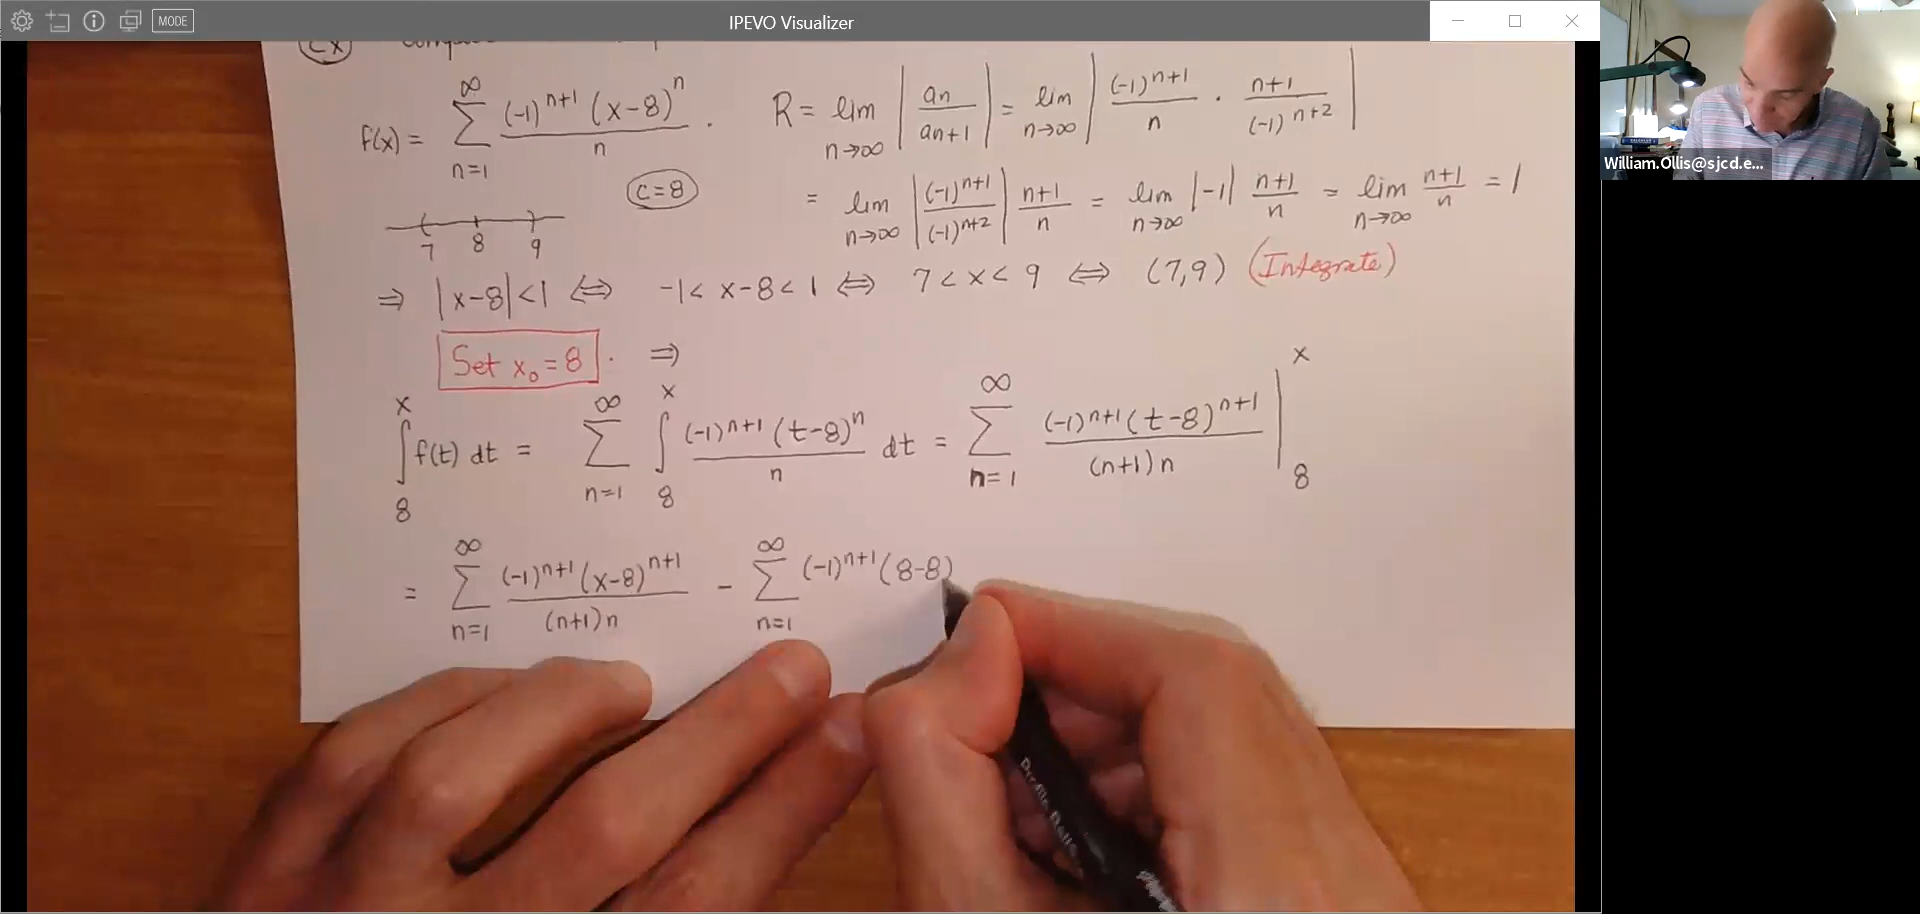 MODE
IPEVO Visualizer
William.Ollis@sjcd.e...
Ex
f(x) = ∑_{n=1}^{∞} (-1)^{n+1} (x-8)^n / n .
R = lim_{n→∞} | an / an+1 | = lim_{n→∞} | (-1)^{n+1} / n · n+1 / (-1)^{n+2} |
c=8
= lim_{n→∞} | (-1)^{n+1} / (-1)^{n+2} | n+1 / n = lim_{n→∞} |-1| n+1 / n = lim_{n→∞} n+1 / n = 1
7 8 9
⇒ |x-8| < 1 ⇔ -1 < x-8 < 1 ⇔ 7 < x < 9 ⇔ (7,9) (Integrate)
Set x₀ = 8 . ⇒
∫_8^x f(t) dt = ∑_{n=1}^{∞} ∫_8^x (-1)^{n+1} (t-8)^n / n dt = ∑_{n=1}^{∞} (-1)^{n+1} (t-8)^{n+1} / (n+1)n |_8^x
= ∑_{n=1}^{∞} (-1)^{n+1} (x-8)^{n+1} / (n+1)n - ∑_{n=1}^{∞} (-1)^{n+1} (8-8)